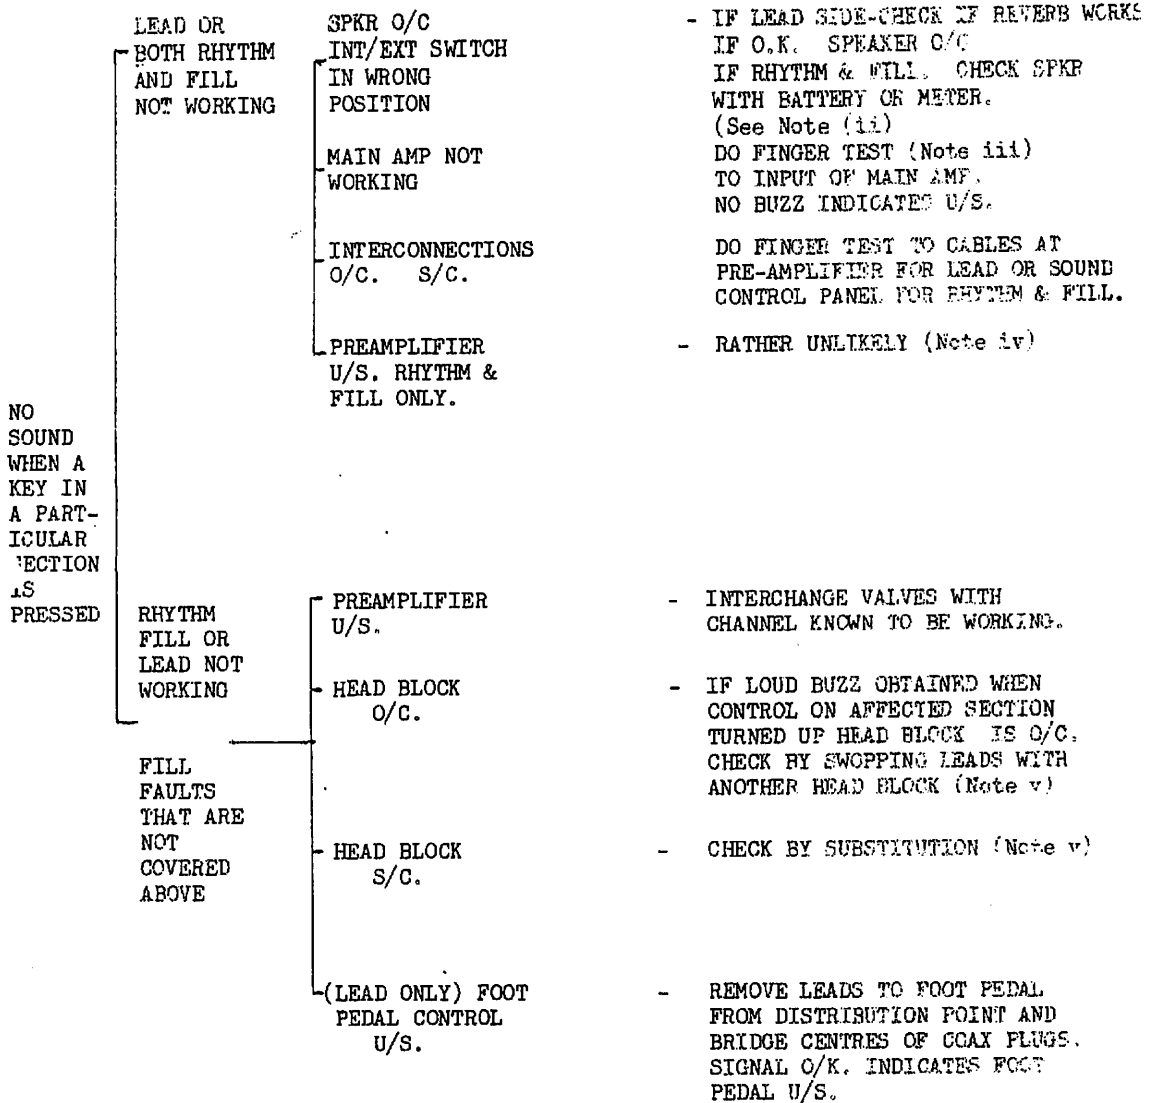 LEAD OR
BOTH RHYTHM
AND FILL
NOT WORKING
SPKR O/C
INT/EXT SWITCH
IN WRONG
POSITION
- IF LEAD SIDE-CHECK IF REVERB WORKS
IF O.K. SPEAKER O/C
IF RHYTHM & FILL. CHECK SPKR
WITH BATTERY OR METER.
(See Note (ii)
MAIN AMP NOT
WORKING
DO FINGER TEST (Note iii)
TO INPUT OF MAIN AMP.
NO BUZZ INDICATES U/S.
INTERCONNECTIONS
O/C. S/C.
DO FINGER TEST TO CABLES AT
PRE-AMPLIFIER FOR LEAD OR SOUND
CONTROL PANEL FOR RHYTHM & FILL.
PREAMPLIFIER
U/S. RHYTHM &
FILL ONLY.
- RATHER UNLIKELY (Note iv)
NO
SOUND
WHEN A
KEY IN
A PART-
ICULAR
ECTION
IS
PRESSED
RHYTHM
FILL OR
LEAD NOT
WORKING
PREAMPLIFIER
U/S.
- INTERCHANGE VALVES WITH
CHANNEL KNOWN TO BE WORKING.
HEAD BLOCK
O/C.
- IF LOUD BUZZ OBTAINED WHEN
CONTROL ON AFFECTED SECTION
TURNED UP HEAD BLOCK IS O/C.
CHECK BY SWOPPING LEADS WITH
ANOTHER HEAD BLOCK (Note v)
FILL
FAULTS
THAT ARE
NOT
COVERED
ABOVE
HEAD BLOCK
S/C.
- CHECK BY SUBSTITUTION (Note v)
(LEAD ONLY) FOOT
PEDAL CONTROL
U/S.
- REMOVE LEADS TO FOOT PEDAL
FROM DISTRIBUTION POINT AND
BRIDGE CENTRES OF COAX PLUGS.
SIGNAL O/K. INDICATES FOOT
PEDAL U/S.